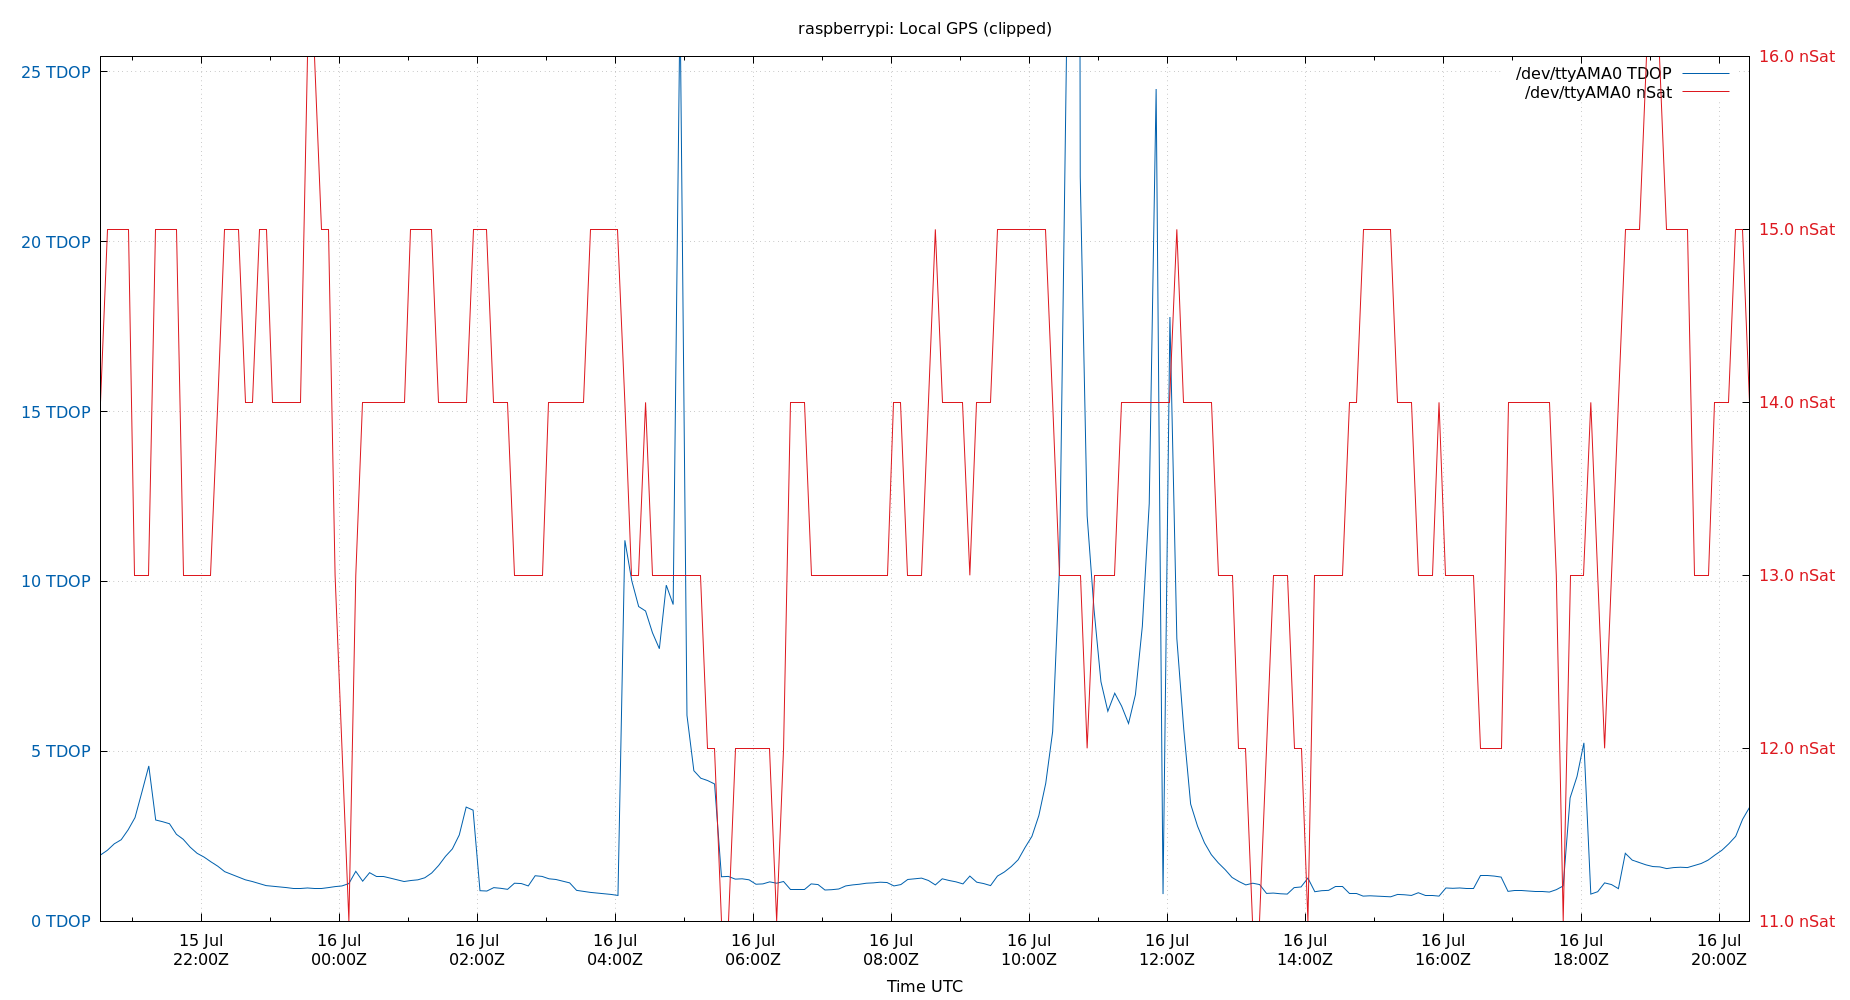 raspberrypi: Local GPS (clipped)
25 TDOP
20 TDOP
15 TDOP
10 TDOP
5 TDOP
0 TDOP
16.0 nSat
15.0 nSat
14.0 nSat
13.0 nSat
12.0 nSat
11.0 nSat
/dev/ttyAMA0 TDOP
/dev/ttyAMA0 nSat
15 Jul 22:00Z
16 Jul 00:00Z
16 Jul 02:00Z
16 Jul 04:00Z
16 Jul 06:00Z
16 Jul 08:00Z
16 Jul 10:00Z
16 Jul 12:00Z
16 Jul 14:00Z
16 Jul 16:00Z
16 Jul 18:00Z
16 Jul 20:00Z
Time UTC